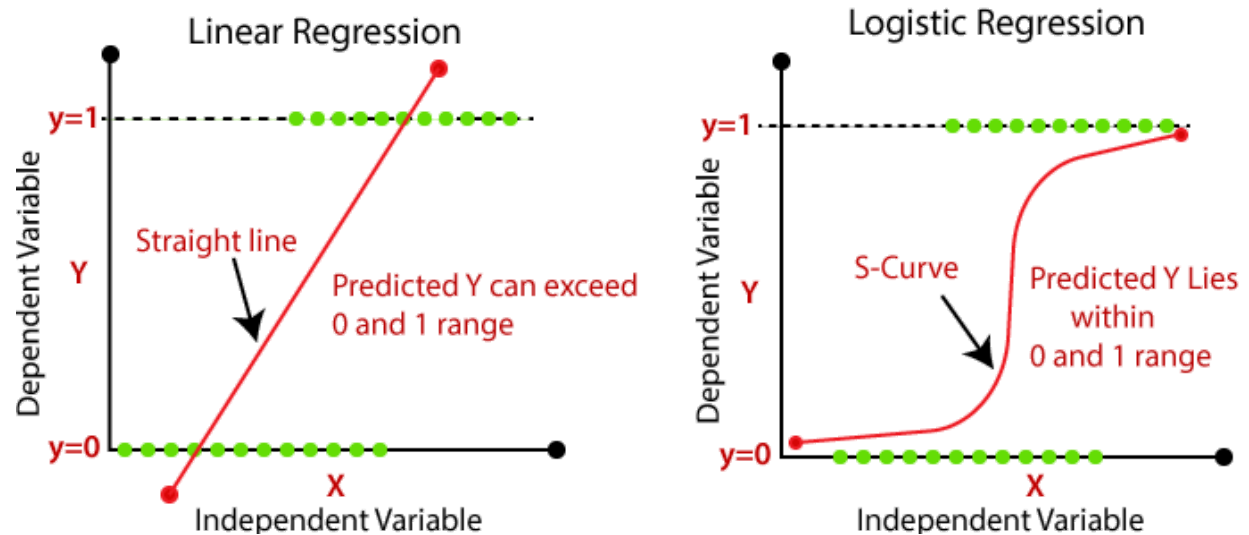 Linear Regression
y=1
Dependent Variable
Y
Straight line
Predicted Y can exceed
0 and 1 range
y=0
X
Independent Variable
Logistic Regression
y=1
Dependent Variable
Y
S-Curve
Predicted Y Lies
within
0 and 1 range
y=0
X
Independent Variable